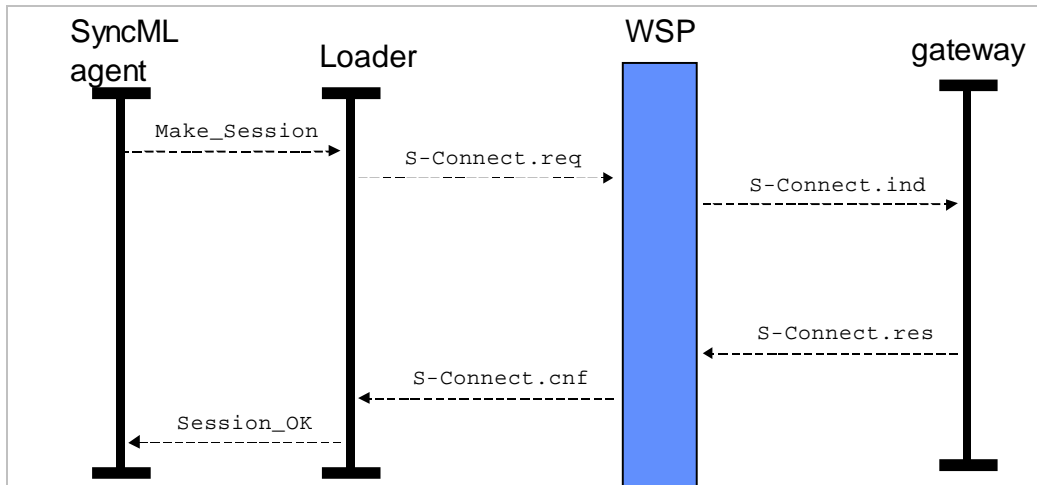 SyncML
agent
Loader
WSP
gateway
Make_Session
S-Connect.req
S-Connect.ind
S-Connect.res
S-Connect.cnf
Session_OK